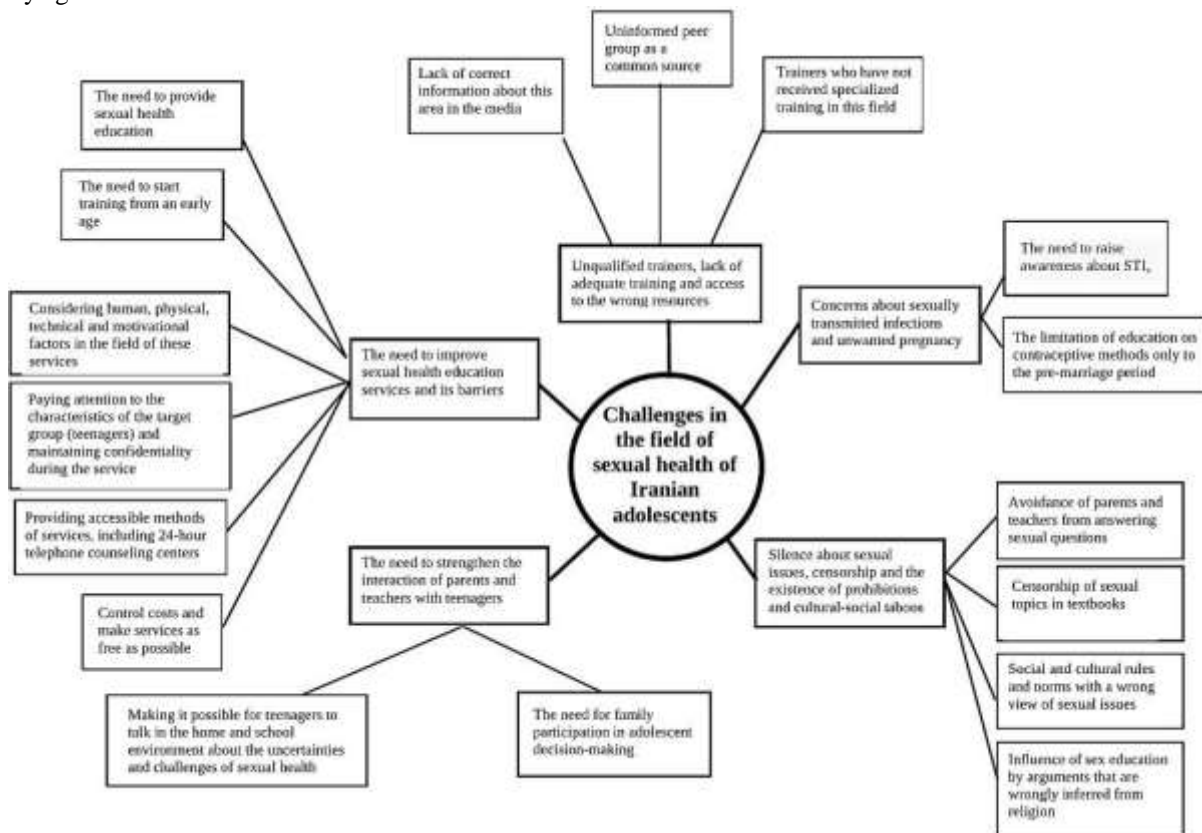 Uninformed peer
group as a
common source
Lack of correct
information about this
area in the media
Trainers who have not
received specialized
training in this field
The need to provide
sexual health
education
The need to start
training from an early
age
Unqualified trainers, lack of
adequate training and access
to the wrong resources
The need to raise
awareness about STI,
Considering human, physical,
technical and motivational
factors in the field of these
services
Concerns about sexually
transmitted infections
and unwanted pregnancy
The limitation of education on
contraceptive methods only to
the pre-marriage period
The need to improve
sexual health education
services and its barriers
Paying attention to the
characteristics of the target
group (teenagers) and
maintaining confidentiality
during the service
Challenges in
the field of
sexual health of
Iranian
adolescents
Providing accessible methods
of services, including 24-hour
telephone counseling centers
Avoidance of parents and
teachers from answering
sexual questions
The need to strengthen the
interaction of parents and
teachers with teenagers
Silence about sexual
issues, censorship and the
existence of prohibitions
and cultural-social taboos
Censorship of sexual
topics in textbooks
Control costs and
make services as
free as possible
Social and cultural rules
and norms with a wrong
view of sexual issues
Making it possible for teenagers to
talk in the home and school
environment about the uncertainties
and challenges of sexual health
The need for family
participation in adolescent
decision-making
Influence of sex education
by arguments that are
wrongly inferred from
religion